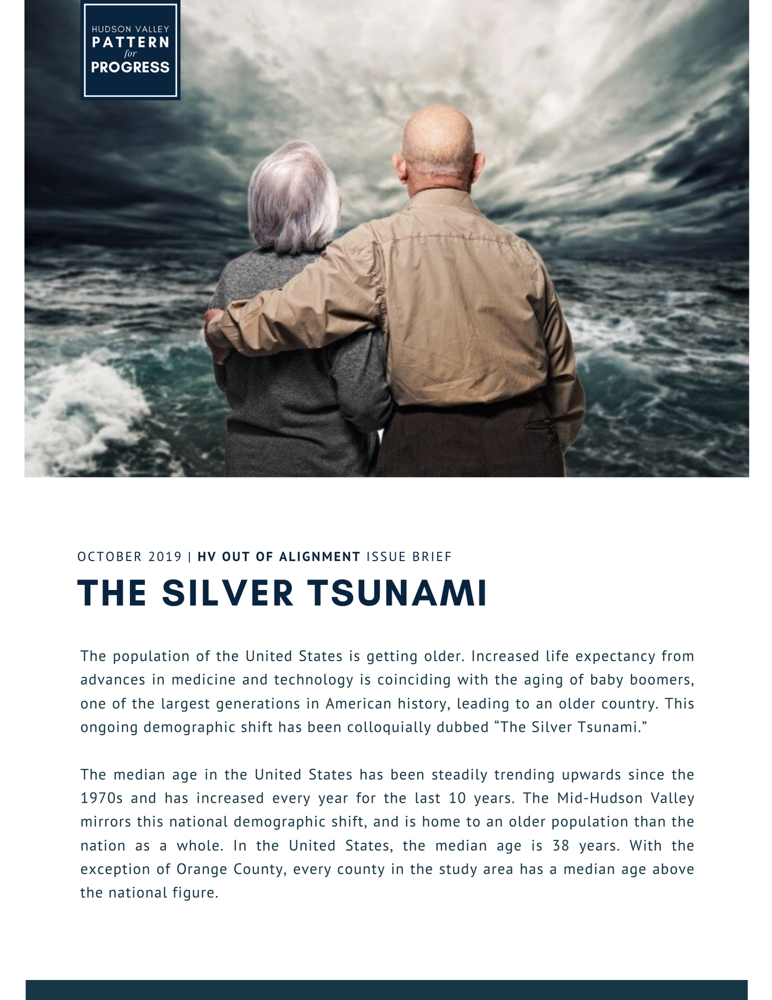 HUDSON VALLEY
PATTERN
for
PROGRESS
OCTOBER 2019 | HV OUT OF ALIGNMENT ISSUE BRIEF
THE SILVER TSUNAMI
The population of the United States is getting older. Increased life expectancy from
advances in medicine and technology is coinciding with the aging of baby boomers,
one of the largest generations in American history, leading to an older country. This
ongoing demographic shift has been colloquially dubbed “The Silver Tsunami.”
The median age in the United States has been steadily trending upwards since the
1970s and has increased every year for the last 10 years. The Mid-Hudson Valley
mirrors this national demographic shift, and is home to an older population than the
nation as a whole. In the United States, the median age is 38 years. With the
exception of Orange County, every county in the study area has a median age above
the national figure.